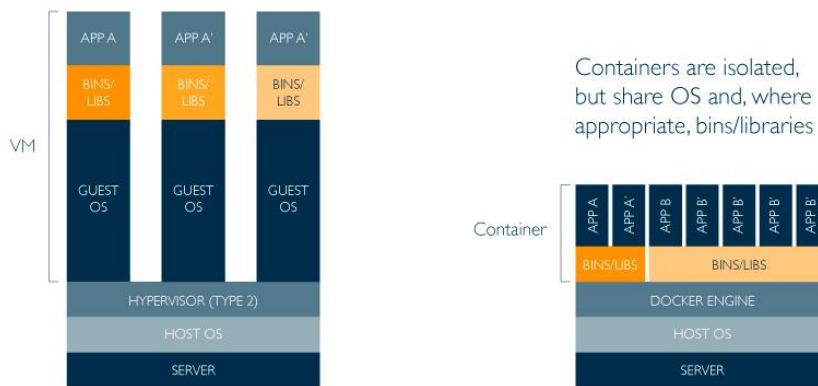 APP A
APP A'
APP A'
BINS/
LIBS
BINS/
LIBS
BINS/
LIBS
VM
GUEST
OS
GUEST
OS
GUEST
OS
HYPERVISOR (TYPE 2)
HOST OS
SERVER
Containers are isolated,
but share OS and, where
appropriate, bins/libraries
Container
APP A
APP A'
APP B
APP B'
APP B'
APP B'
APP B'
BINS/LIBS
BINS/LIBS
DOCKER ENGINE
HOST OS
SERVER